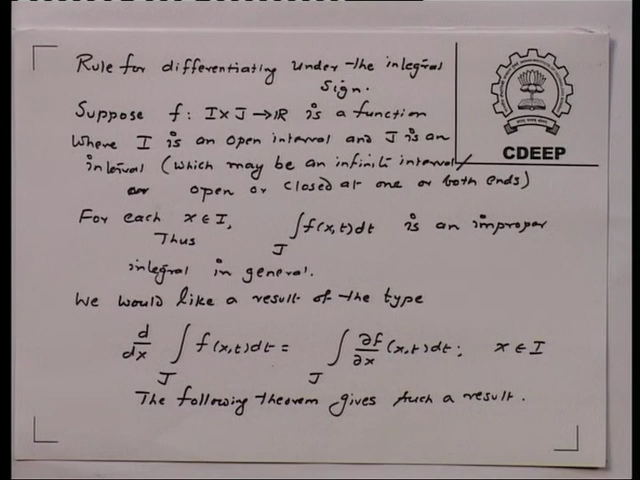 Rule for differentiating under the integral
sign.
Suppose f: I×J→ℝ is a function
Where I is an open interval and J is an
interval (which may be an infinite interval/
or open or closed at one or both ends)
For each x∈I, ∫_J f(x,t)dt is an improper
Thus
integral in general.
We would like a result of the type
d/dx ∫_J f(x,t)dt = ∫_J ∂f/∂x (x,t)dt; x∈I
The following theorem gives such a result.
CDEEP